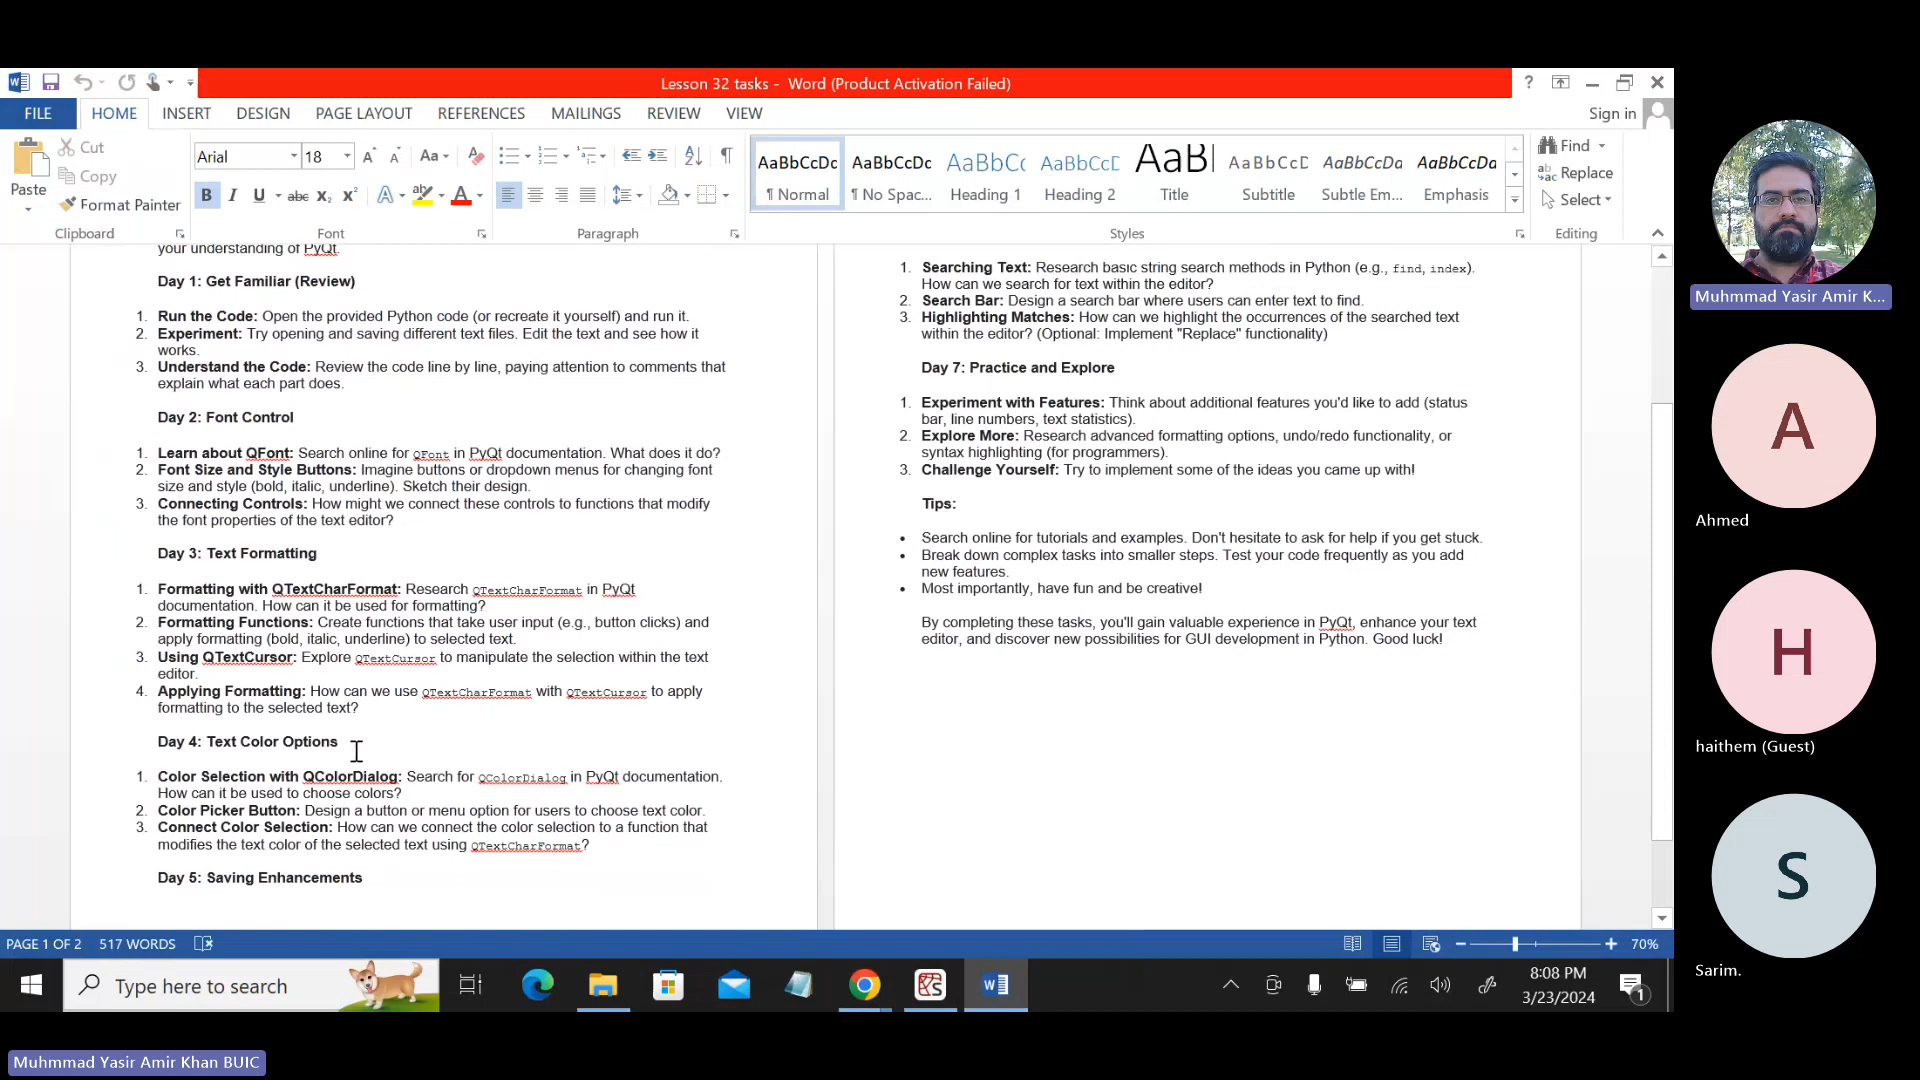 Lesson 32 tasks - Word (Product Activation Failed)
?
FILE
HOME
INSERT
DESIGN
PAGE LAYOUT
REFERENCES
MAILINGS
REVIEW
VIEW
Sign in
Paste
Cut
Copy
Format Painter
Clipboard
Arial
18
Font
Paragraph
AaBbCcDc
¶ Normal
AaBbCcDc
¶ No Spac...
AaBbCc
Heading 1
AaBbCcD
Heading 2
AaB
Title
AaBbCcD
Subtitle
AaBbCcDa
Subtle Em...
AaBbCcDa
Emphasis
Styles
Find
Replace
Select
Editing
your understanding of PyQt.
Day 1: Get Familiar (Review)
1. Run the Code: Open the provided Python code (or recreate it yourself) and run it.
2. Experiment: Try opening and saving different text files. Edit the text and see how it
works.
3. Understand the Code: Review the code line by line, paying attention to comments that
explain what each part does.
Day 2: Font Control
1. Learn about QFont: Search online for QFont in PyQt documentation. What does it do?
2. Font Size and Style Buttons: Imagine buttons or dropdown menus for changing font
size and style (bold, italic, underline). Sketch their design.
3. Connecting Controls: How might we connect these controls to functions that modify
the font properties of the text editor?
Day 3: Text Formatting
1. Formatting with QTextCharFormat: Research QTextCharFormat in PyQt
documentation. How can it be used for formatting?
2. Formatting Functions: Create functions that take user input (e.g., button clicks) and
apply formatting (bold, italic, underline) to selected text.
3. Using QTextCursor: Explore QTextCursor to manipulate the selection within the text
editor.
4. Applying Formatting: How can we use QTextCharFormat with QTextCursor to apply
formatting to the selected text?
Day 4: Text Color Options
1. Color Selection with QColorDialog: Search for QColorDialog in PyQt documentation.
How can it be used to choose colors?
2. Color Picker Button: Design a button or menu option for users to choose text color.
3. Connect Color Selection: How can we connect the color selection to a function that
modifies the text color of the selected text using QTextCharFormat?
Day 5: Saving Enhancements
1. Searching Text: Research basic string search methods in Python (e.g., find, index).
How can we search for text within the editor?
2. Search Bar: Design a search bar where users can enter text to find.
3. Highlighting Matches: How can we highlight the occurrences of the searched text
within the editor? (Optional: Implement "Replace" functionality)
Day 7: Practice and Explore
1. Experiment with Features: Think about additional features you'd like to add (status
bar, line numbers, text statistics).
2. Explore More: Research advanced formatting options, undo/redo functionality, or
syntax highlighting (for programmers).
3. Challenge Yourself: Try to implement some of the ideas you came up with!
Tips:
• Search online for tutorials and examples. Don't hesitate to ask for help if you get stuck.
• Break down complex tasks into smaller steps. Test your code frequently as you add
new features.
• Most importantly, have fun and be creative!
By completing these tasks, you'll gain valuable experience in PyQt, enhance your text
editor, and discover new possibilities for GUI development in Python. Good luck!
PAGE 1 OF 2
517 WORDS
70%
Type here to search
8:08 PM
3/23/2024
1
Muhmmad Yasir Amir K...
A
Ahmed
H
haithem (Guest)
S
Sarim.
Muhmmad Yasir Amir Khan BUIC